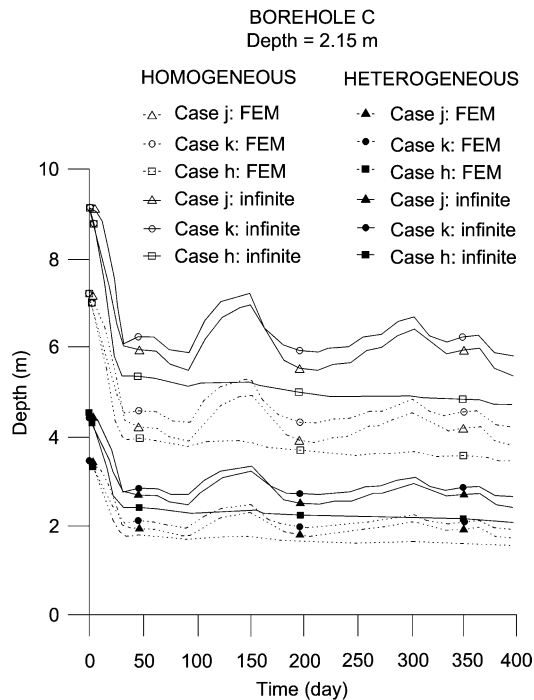 BOREHOLE C
Depth = 2.15 m
HOMOGENEOUS
Case j: FEM
Case k: FEM
Case h: FEM
Case j: infinite
Case k: infinite
Case h: infinite
HETEROGENEOUS
Case j: FEM
Case k: FEM
Case h: FEM
Case j: infinite
Case k: infinite
Case h: infinite
Depth (m)
10
8
6
4
2
0
0 50 100 150 200 250 300 350 400
Time (day)